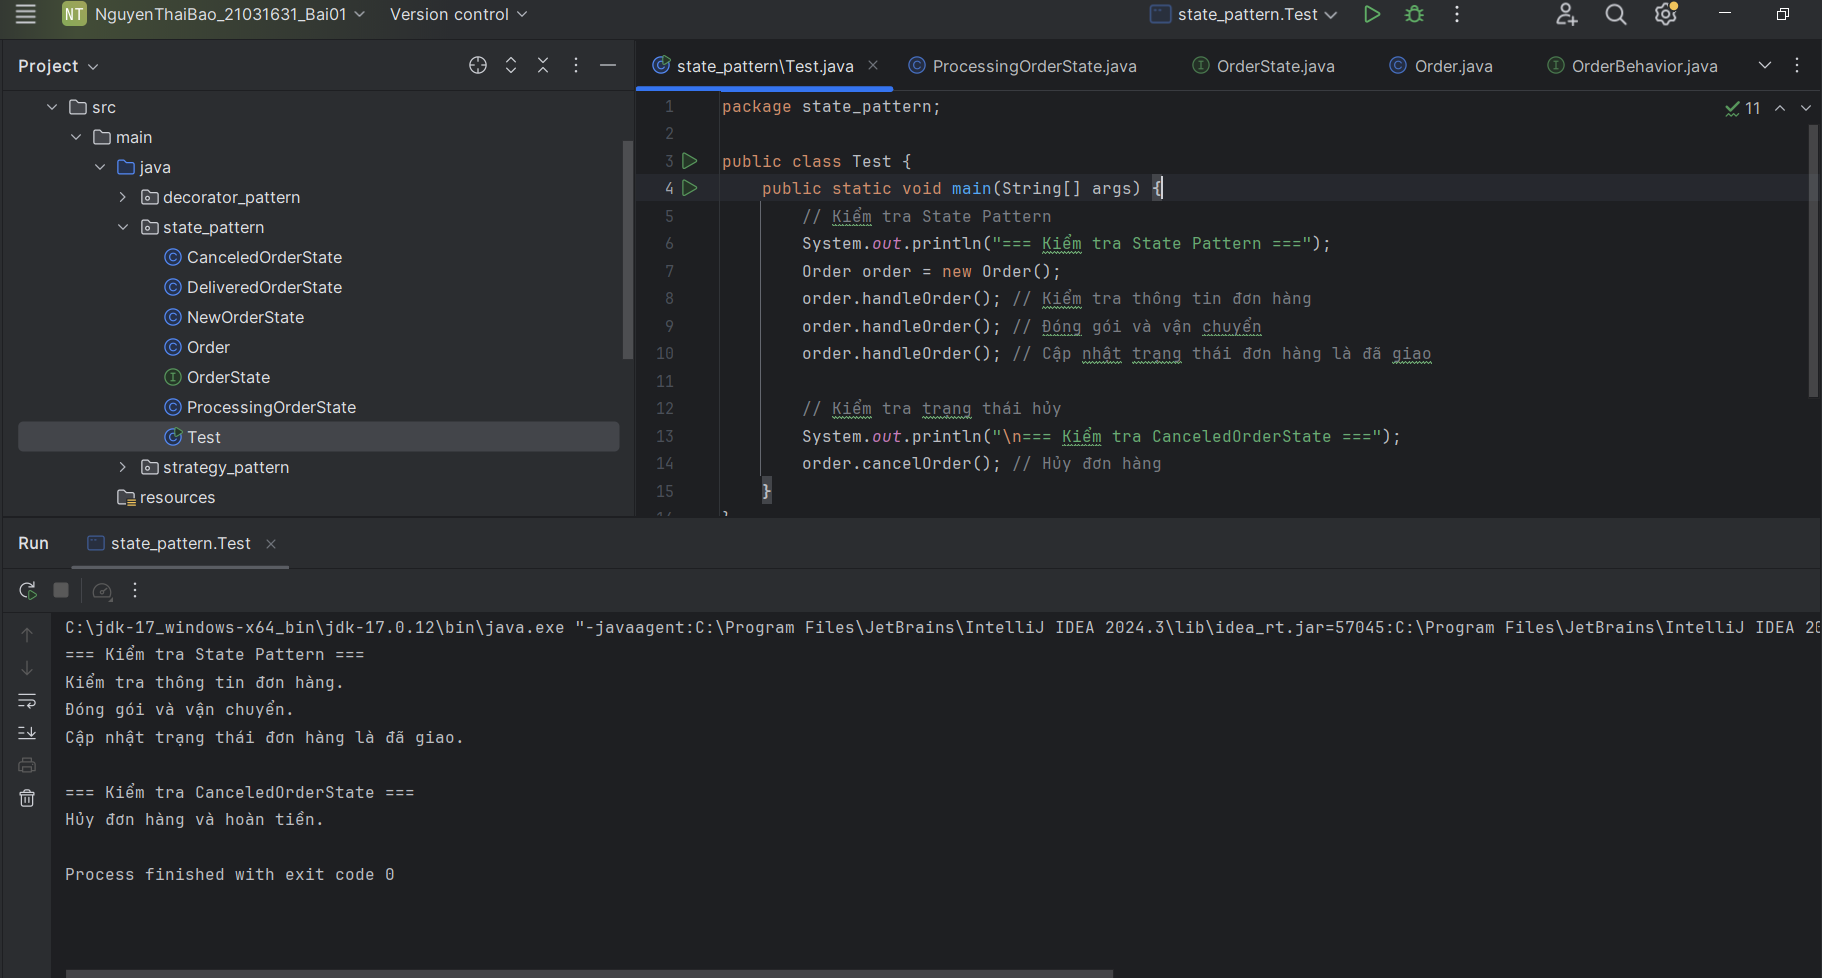 NT NguyenThaiBao_21031631_Bai01 Version control state_pattern.Test
Project
src
main
java
decorator_pattern
state_pattern
CanceledOrderState
DeliveredOrderState
NewOrderState
Order
OrderState
ProcessingOrderState
Test
strategy_pattern
resources
state_pattern\Test.java ProcessingOrderState.java OrderState.java Order.java OrderBehavior.java
11
1 package state_pattern;
2
3 public class Test {
4 public static void main(String[] args) {
5 // Kiểm tra State Pattern
6 System.out.println("=== Kiểm tra State Pattern ===");
7 Order order = new Order();
8 order.handleOrder(); // Kiểm tra thông tin đơn hàng
9 order.handleOrder(); // Đóng gói và vận chuyển
10 order.handleOrder(); // Cập nhật trạng thái đơn hàng là đã giao
11
12 // Kiểm tra trạng thái hủy
13 System.out.println("\n=== Kiểm tra CanceledOrderState ===");
14 order.cancelOrder(); // Hủy đơn hàng
15 }
Run state_pattern.Test
C:\jdk-17_windows-x64_bin\jdk-17.0.12\bin\java.exe "-javaagent:C:\Program Files\JetBrains\IntelliJ IDEA 2024.3\lib\idea_rt.jar=57045:C:\Program Files\JetBrains\IntelliJ IDEA
=== Kiểm tra State Pattern ===
Kiểm tra thông tin đơn hàng.
Đóng gói và vận chuyển.
Cập nhật trạng thái đơn hàng là đã giao.
=== Kiểm tra CanceledOrderState ===
Hủy đơn hàng và hoàn tiền.
Process finished with exit code 0